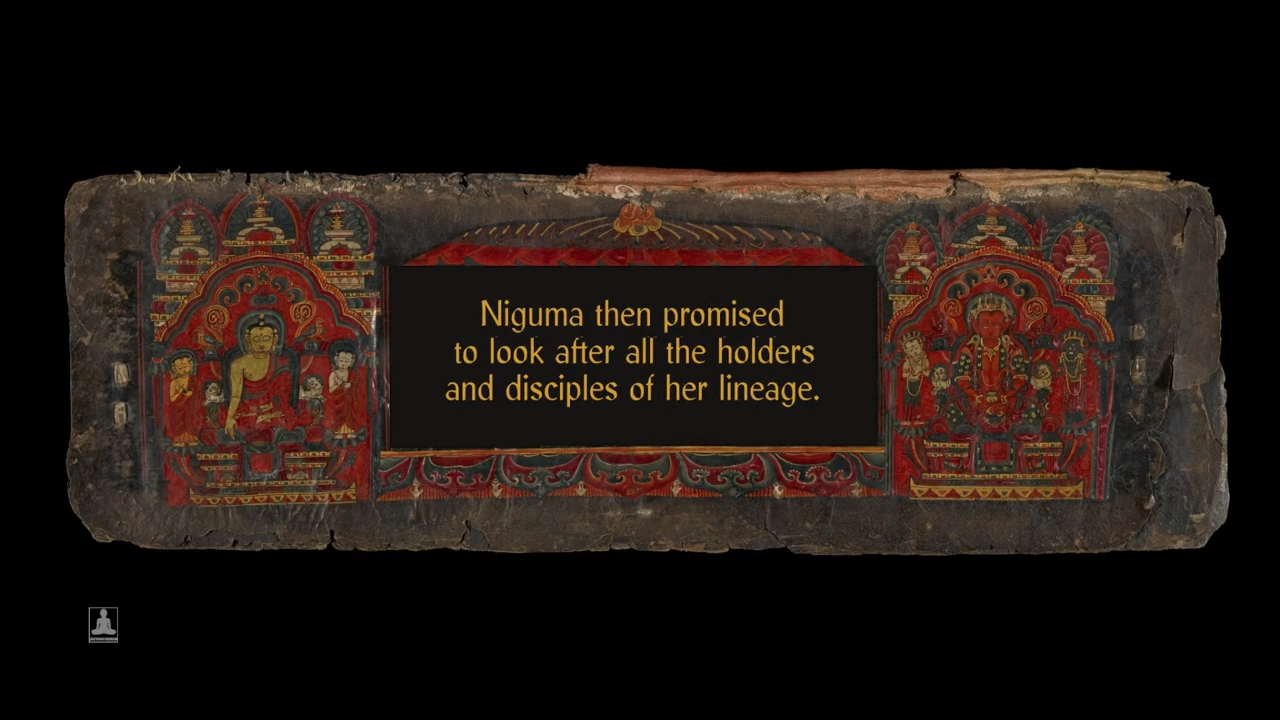 Niguma then promised
to look after all the holders
and disciples of her lineage.